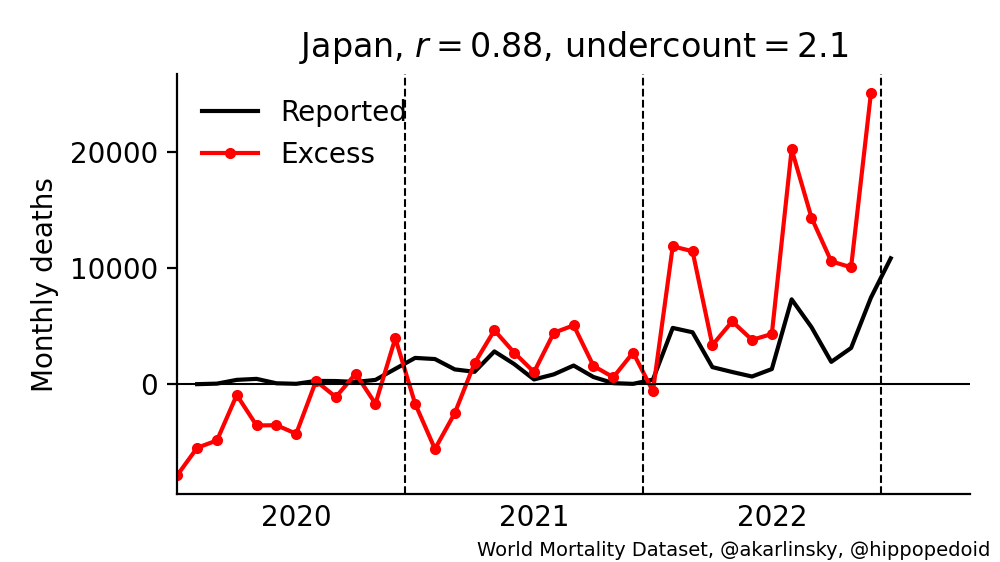 Japan, r = 0.88, undercount = 2.1
Reported
Excess
Monthly deaths
20000
10000
0
2020 2021 2022
World Mortality Dataset, @akarlinsky, @hippopedoid